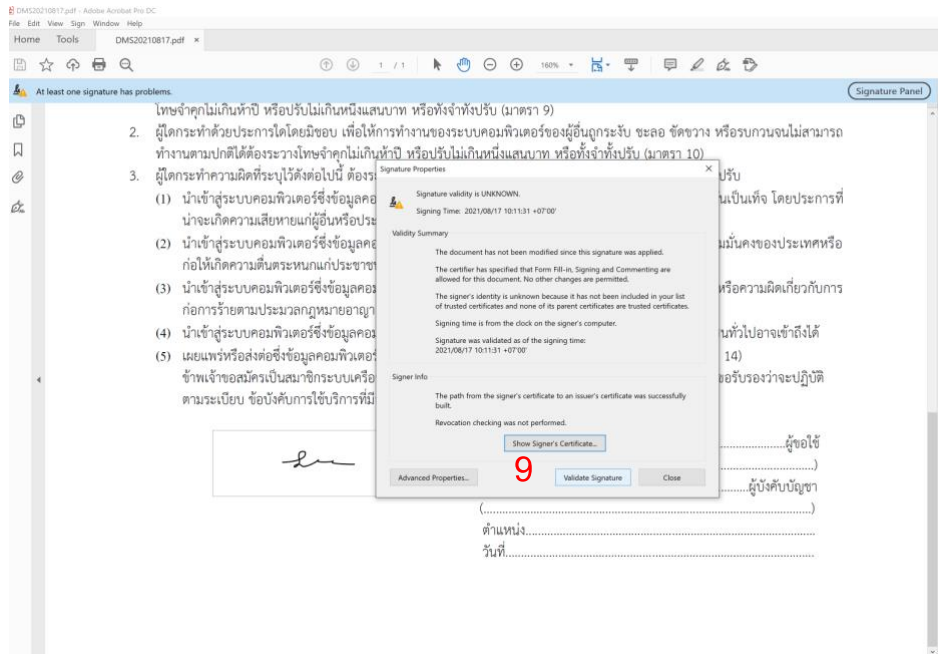 DMS20210817.pdf - Adobe Acrobat Pro DC
File Edit View Sign Window Help
Home Tools DMS20210817.pdf ×
1 / 1 160%
At least one signature has problems. Signature Panel
โทษจำคุกไม่เกินห้าปี หรือปรับไม่เกินหนึ่งแสนบาท หรือทั้งจำทั้งปรับ (มาตรา 9)
2. ผู้ใดกระทำด้วยประการใดโดยมิชอบ เพื่อให้การทำงานของระบบคอมพิวเตอร์ของผู้อื่นถูกระงับ ชะลอ ขัดขวาง หรือรบกวนจนไม่สามารถ
ทำงานตามปกติได้ต้องระวางโทษจำคุกไม่เกินห้าปี หรือปรับไม่เกินหนึ่งแสนบาท หรือทั้งจำทั้งปรับ (มาตรา 10)
3. ผู้ใดกระทำความผิดที่ระบุไว้ดังต่อไปนี้ ต้องระ ปรับ
(1) นำเข้าสู่ระบบคอมพิวเตอร์ซึ่งข้อมูลคอ นเป็นเท็จ โดยประการที่
น่าจะเกิดความเสียหายแก่ผู้อื่นหรือประ
(2) นำเข้าสู่ระบบคอมพิวเตอร์ซึ่งข้อมูลคอ มมั่นคงของประเทศหรือ
ก่อให้เกิดความตื่นตระหนกแก่ประชาช
(3) นำเข้าสู่ระบบคอมพิวเตอร์ซึ่งข้อมูลคอม หรือความผิดเกี่ยวกับการ
ก่อการร้ายตามประมวลกฎหมายอาญา
(4) นำเข้าสู่ระบบคอมพิวเตอร์ซึ่งข้อมูลคอม นทั่วไปอาจเข้าถึงได้
(5) เผยแพร่หรือส่งต่อซึ่งข้อมูลคอมพิวเตอร์ 14)
ข้าพเจ้าขอสมัครเป็นสมาชิกระบบเครือ ขอรับรองว่าจะปฏิบัติ
ตามระเบียบ ข้อบังคับการใช้บริการที่มี
Signature Properties ×
Signature validity is UNKNOWN.
Signing Time: 2021/08/17 10:11:31 +07'00'
Validity Summary
The document has not been modified since this signature was applied.
The certifier has specified that Form Fill-in, Signing and Commenting are
allowed for this document. No other changes are permitted.
The signer's identity is unknown because it has not been included in your list
of trusted certificates and none of its parent certificates are trusted certificates.
Signing time is from the clock on the signer's computer.
Signature was validated as of the signing time:
2021/08/17 10:11:31 +07'00'
Signer Info
The path from the signer's certificate to an issuer's certificate was successfully
built.
Revocation checking was not performed.
Show Signer's Certificate...
9
Advanced Properties... Validate Signature Close
........................ผู้ขอใช้
................................)
................ผู้บังคับบัญชา
(................................................................................)
ตำแหน่ง........................................................................
วันที่.............................................................................